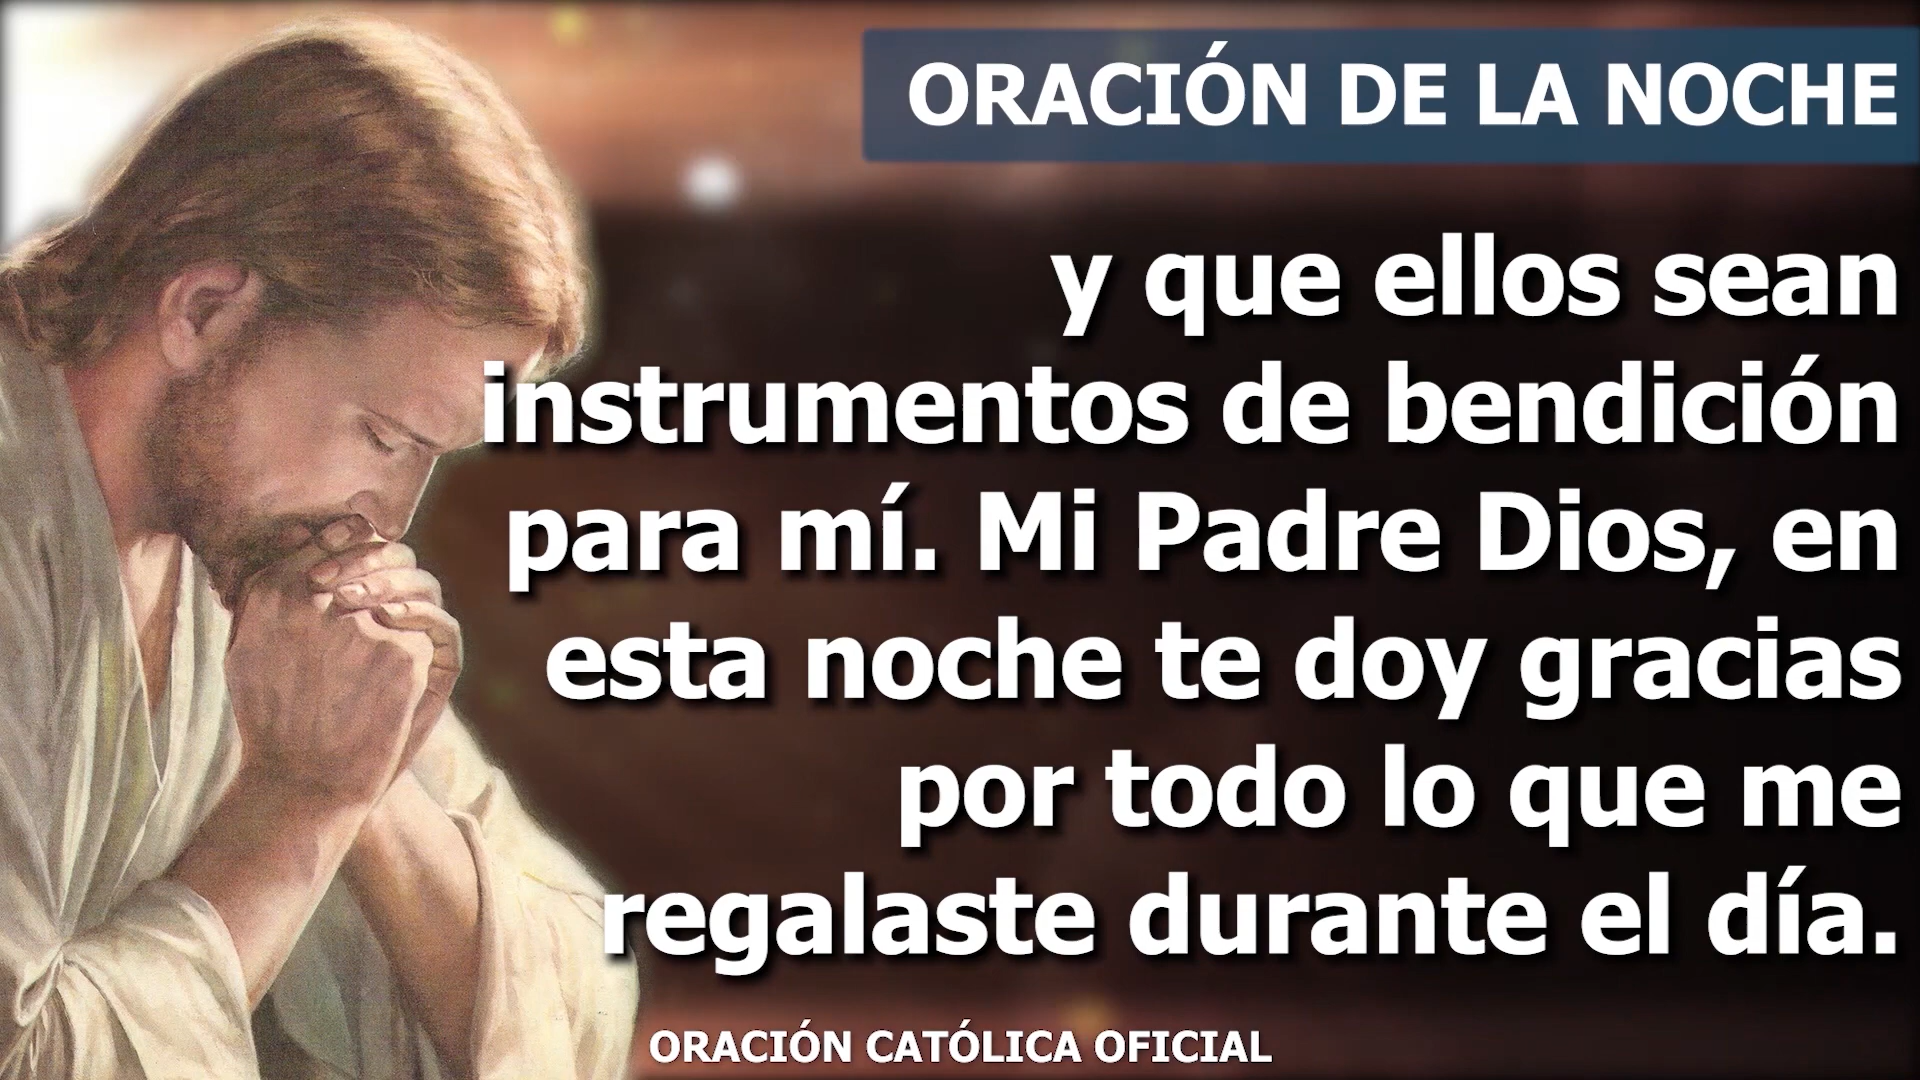 ORACIÓN DE LA NOCHE
y que ellos sean
instrumentos de bendición
para mí. Mi Padre Dios, en
esta noche te doy gracias
por todo lo que me
regalaste durante el día.
ORACIÓN CATÓLICA OFICIAL